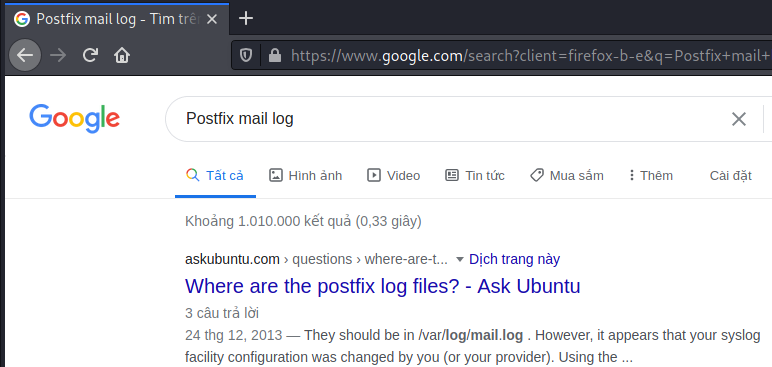 Postfix mail log - Tìm trên
https://www.google.com/search?client=firefox-b-e&q=Postfix+mail+
Google
Postfix mail log
Tất cả Hình ảnh Video Tin tức Mua sắm Thêm Cài đặt
Khoảng 1.010.000 kết quả (0,33 giây)
askubuntu.com › questions › where-are-t... Dịch trang này
Where are the postfix log files? - Ask Ubuntu
3 câu trả lời
24 thg 12, 2013 — They should be in /var/log/mail.log . However, it appears that your syslog
facility configuration was changed by you (or your provider). Using the ...